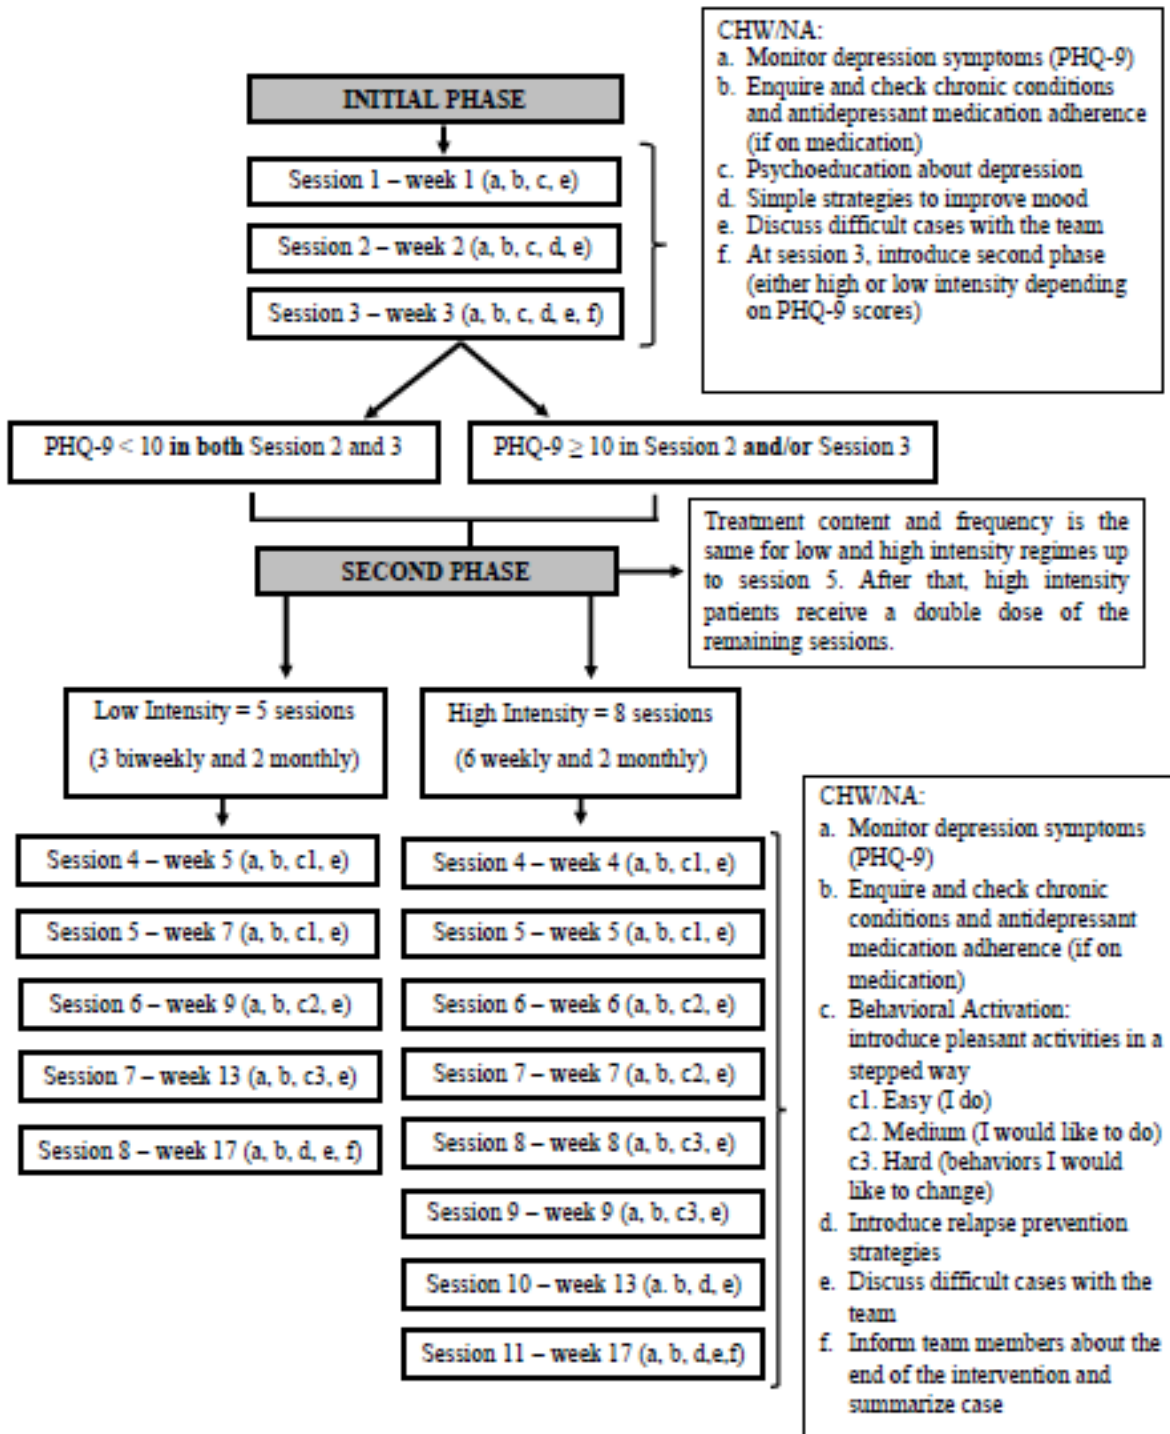 CHW/NA:
a. Monitor depression symptoms (PHQ-9)
b. Enquire and check chronic conditions
and antidepressant medication adherence
(if on medication)
c. Psychoeducation about depression
d. Simple strategies to improve mood
e. Discuss difficult cases with the team
f. At session 3, introduce second phase
(either high or low intensity depending
on PHQ-9 scores)
INITIAL PHASE
Session 1 – week 1 (a, b, c, e)
Session 2 – week 2 (a, b, c, d, e)
Session 3 – week 3 (a, b, c, d, e, f)
PHQ-9 < 10 in both Session 2 and 3
PHQ-9 ≥ 10 in Session 2 and/or Session 3
SECOND PHASE
Treatment content and frequency is the
same for low and high intensity regimes up
to session 5. After that, high intensity
patients receive a double dose of the
remaining sessions.
Low Intensity = 5 sessions
(3 biweekly and 2 monthly)
High Intensity = 8 sessions
(6 weekly and 2 monthly)
Session 4 – week 5 (a, b, c1, e)
Session 5 – week 7 (a, b, c1, e)
Session 6 – week 9 (a, b, c2, e)
Session 7 – week 13 (a, b, c3, e)
Session 8 – week 17 (a, b, d, e, f)
Session 4 – week 4 (a, b, c1, e)
Session 5 – week 5 (a, b, c1, e)
Session 6 – week 6 (a, b, c2, e)
Session 7 – week 7 (a, b, c2, e)
Session 8 – week 8 (a, b, c3, e)
Session 9 – week 9 (a, b, c3, e)
Session 10 – week 13 (a. b, d, e)
Session 11 – week 17 (a, b, d,e,f)
CHW/NA:
a. Monitor depression symptoms
(PHQ-9)
b. Enquire and check chronic
conditions and antidepressant
medication adherence (if on
medication)
c. Behavioral Activation:
introduce pleasant activities in a
stepped way
c1. Easy (I do)
c2. Medium (I would like to do)
c3. Hard (behaviors I would
like to change)
d. Introduce relapse prevention
strategies
e. Discuss difficult cases with the
team
f. Inform team members about the
end of the intervention and
summarize case